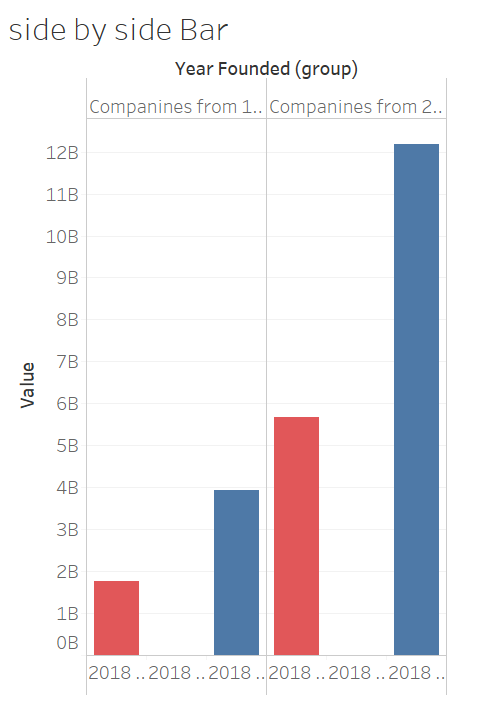 side by side Bar
Year Founded (group)
Companines from 1.. Companines from 2..
12B
11B
10B
9B
8B
7B
6B
5B
4B
3B
2B
1B
0B
Value
2018 .. 2018 .. 2018 .. 2018 .. 2018 .. 2018 ..